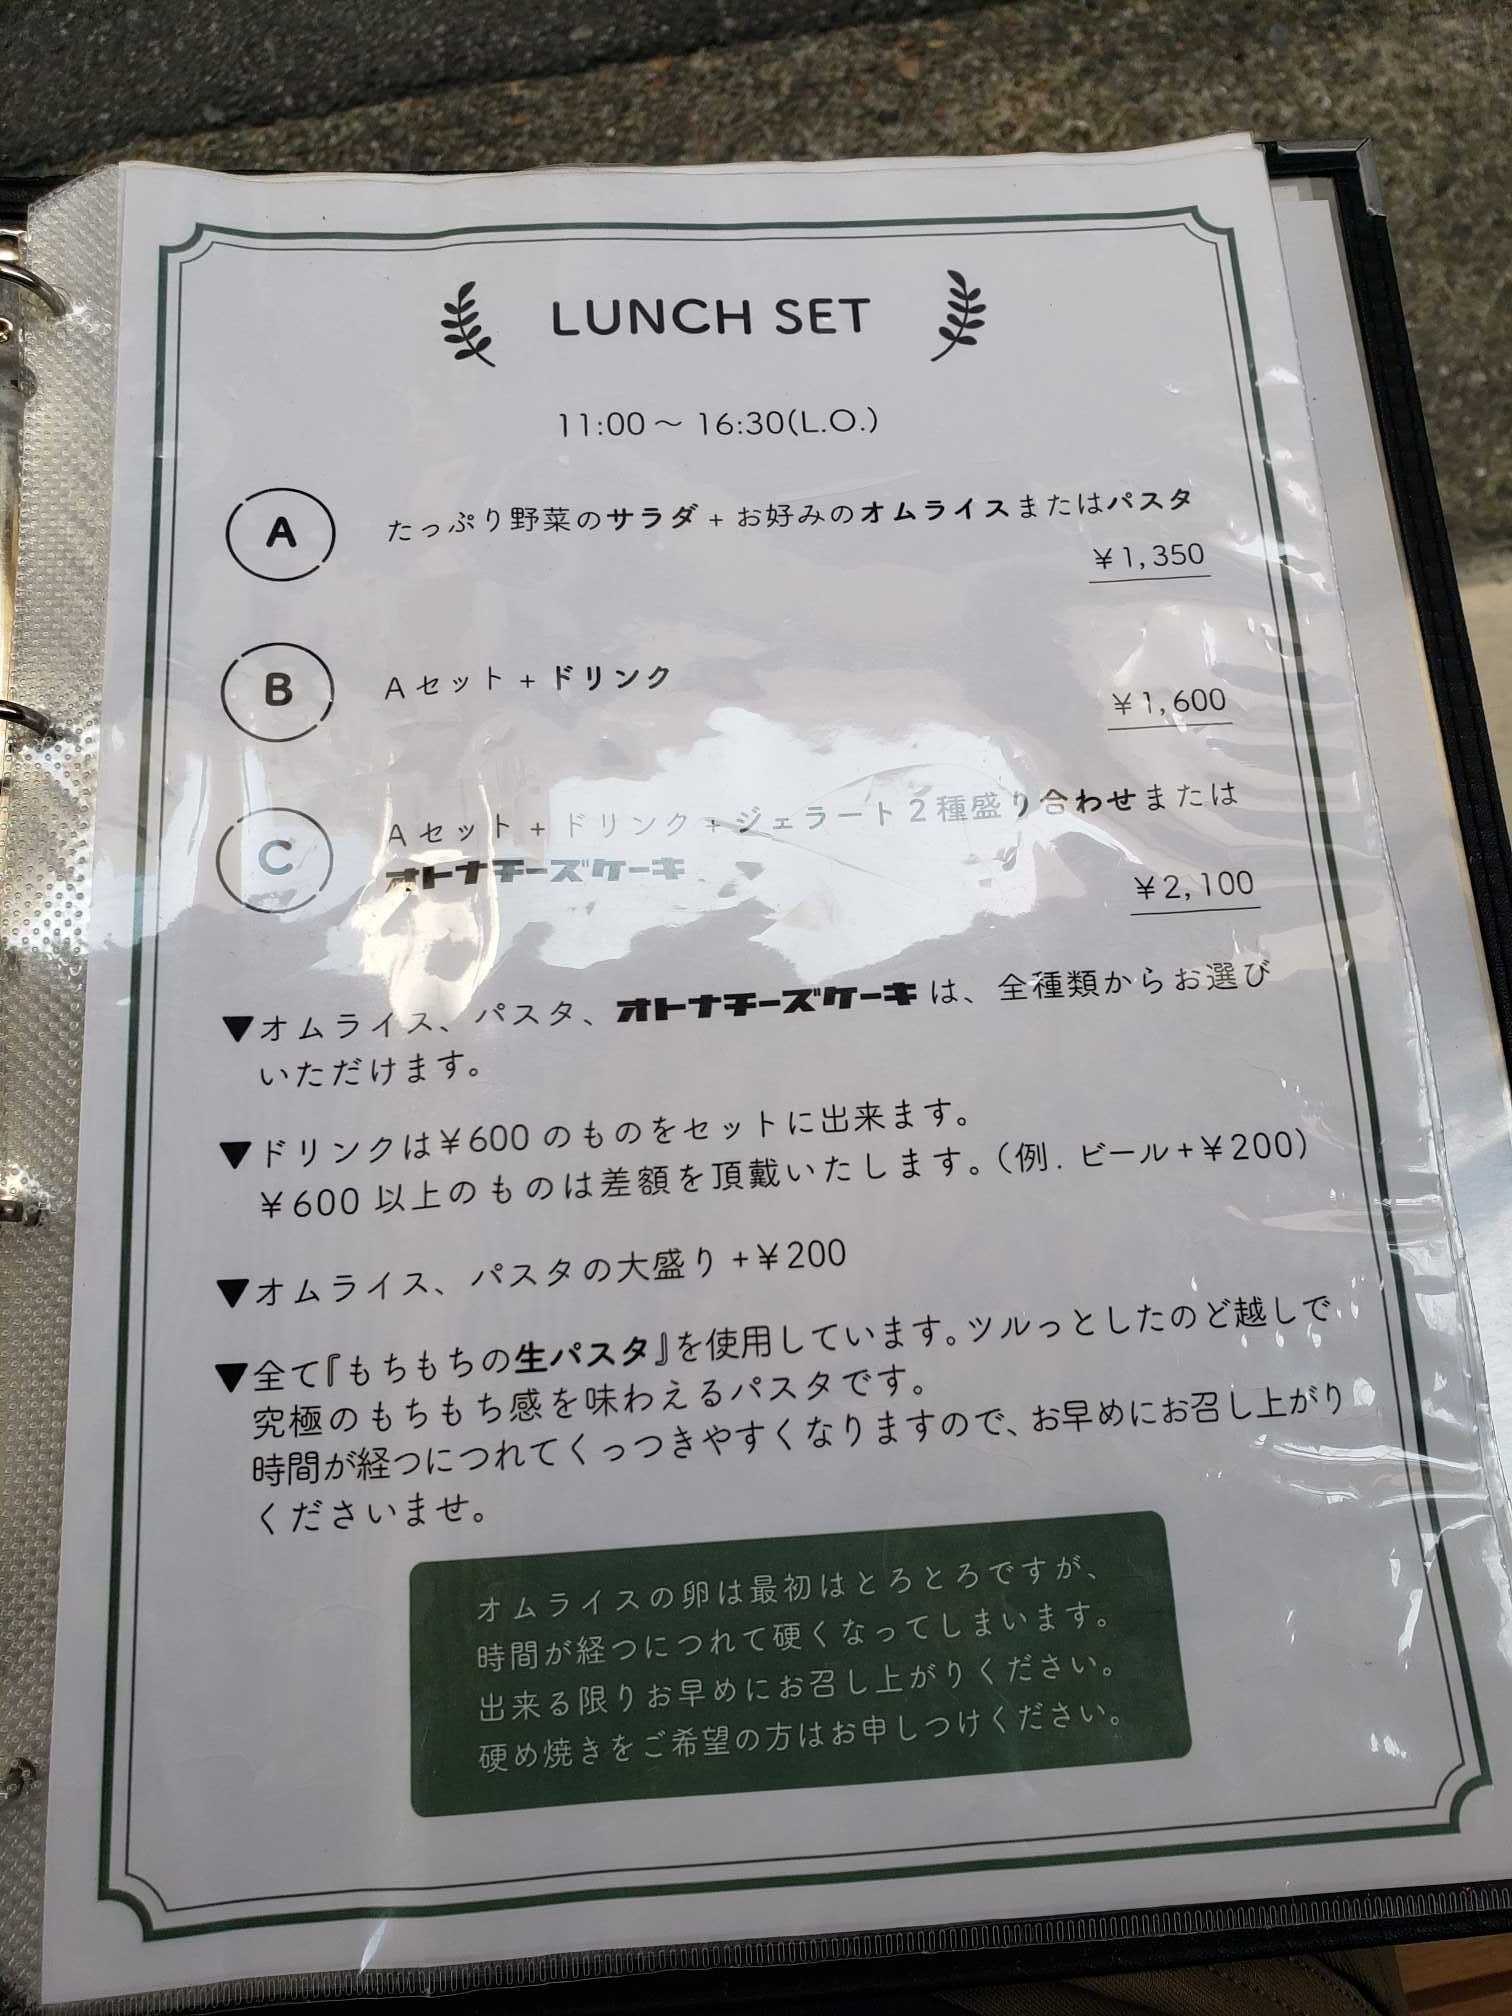 LUNCH SET
11:00～16:30(L.O.)
A
たっぷり野菜のサラダ + お好みのオムライスまたはパスタ
¥1,350
B
Aセット + ドリンク
¥1,600
C
Aセット + ドリンク + ジェラート2種盛り合わせまたは
オトナチーズケーキ
¥2,100
▼オムライス、パスタ、オトナチーズケーキは、全種類からお選び
いただけます。
▼ドリンクは¥600のものをセットに出来ます。
¥600以上のものは差額を頂戴いたします。(例. ビール+¥200)
▼オムライス、パスタの大盛り +¥200
▼全て『もちもちの生パスタ』を使用しています。ツルっとしたのど越しで、
究極のもちもち感を味わえるパスタです。
時間が経つにつれてくっつきやすくなりますので、お早めにお召し上がり
くださいませ。
オムライスの卵は最初はとろとろですが、
時間が経つにつれて硬くなってしまいます。
出来る限りお早めにお召し上がりください。
硬め焼きをご希望の方はお申しつけください。